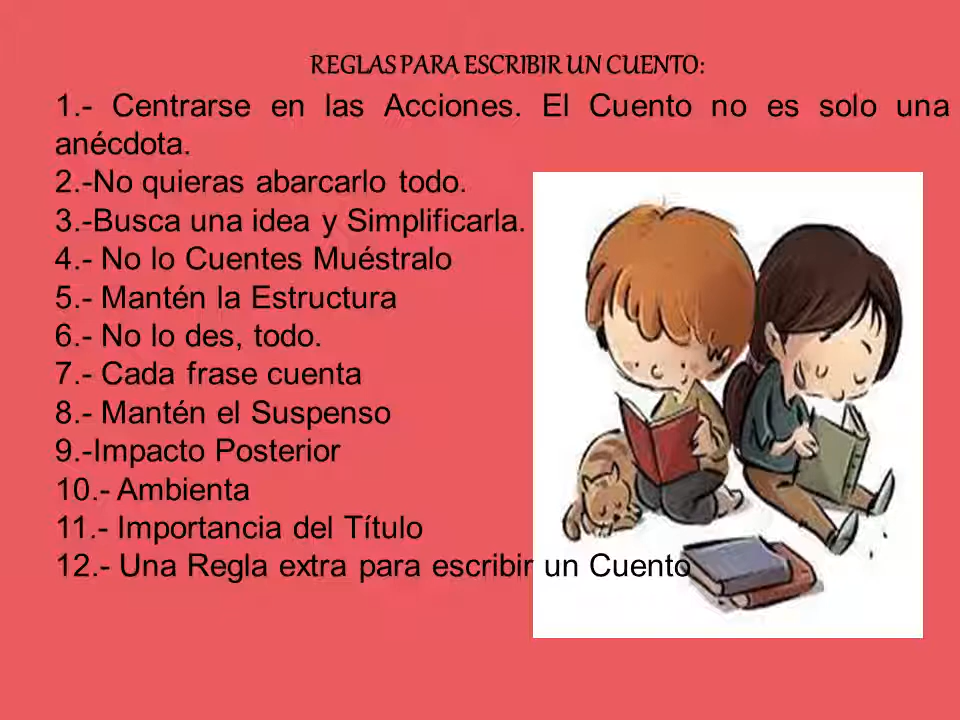 REGLAS PARA ESCRIBIR UN CUENTO:
1.- Centrarse en las Acciones. El Cuento no es solo una
anécdota.
2.-No quieras abarcarlo todo.
3.-Busca una idea y Simplificarla.
4.- No lo Cuentes Muéstralo
5.- Mantén la Estructura
6.- No lo des, todo.
7.- Cada frase cuenta
8.- Mantén el Suspenso
9.-Impacto Posterior
10.- Ambienta
11.- Importancia del Título
12.- Una Regla extra para escribir un Cuento